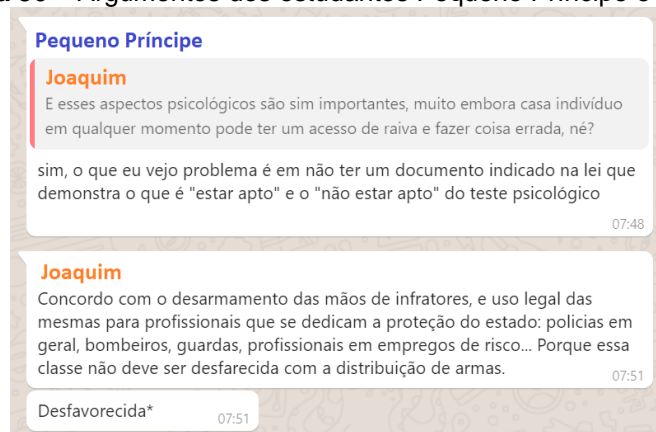 Argumentos dos estudantes Pequeno Príncipe e
Pequeno Príncipe
Joaquim
E esses aspectos psicológicos são sim importantes, muito embora casa indivíduo
em qualquer momento pode ter um acesso de raiva e fazer coisa errada, né?
sim, o que eu vejo problema é em não ter um documento indicado na lei que
demonstra o que é "estar apto" e o "não estar apto" do teste psicológico
07:48
Joaquim
Concordo com o desarmamento das mãos de infratores, e uso legal das
mesmas para profissionais que se dedicam a proteção do estado: policias em
geral, bombeiros, guardas, profissionais em empregos de risco... Porque essa
classe não deve ser desfarecida com a distribuição de armas.
07:51
Desfavorecida*
07:51